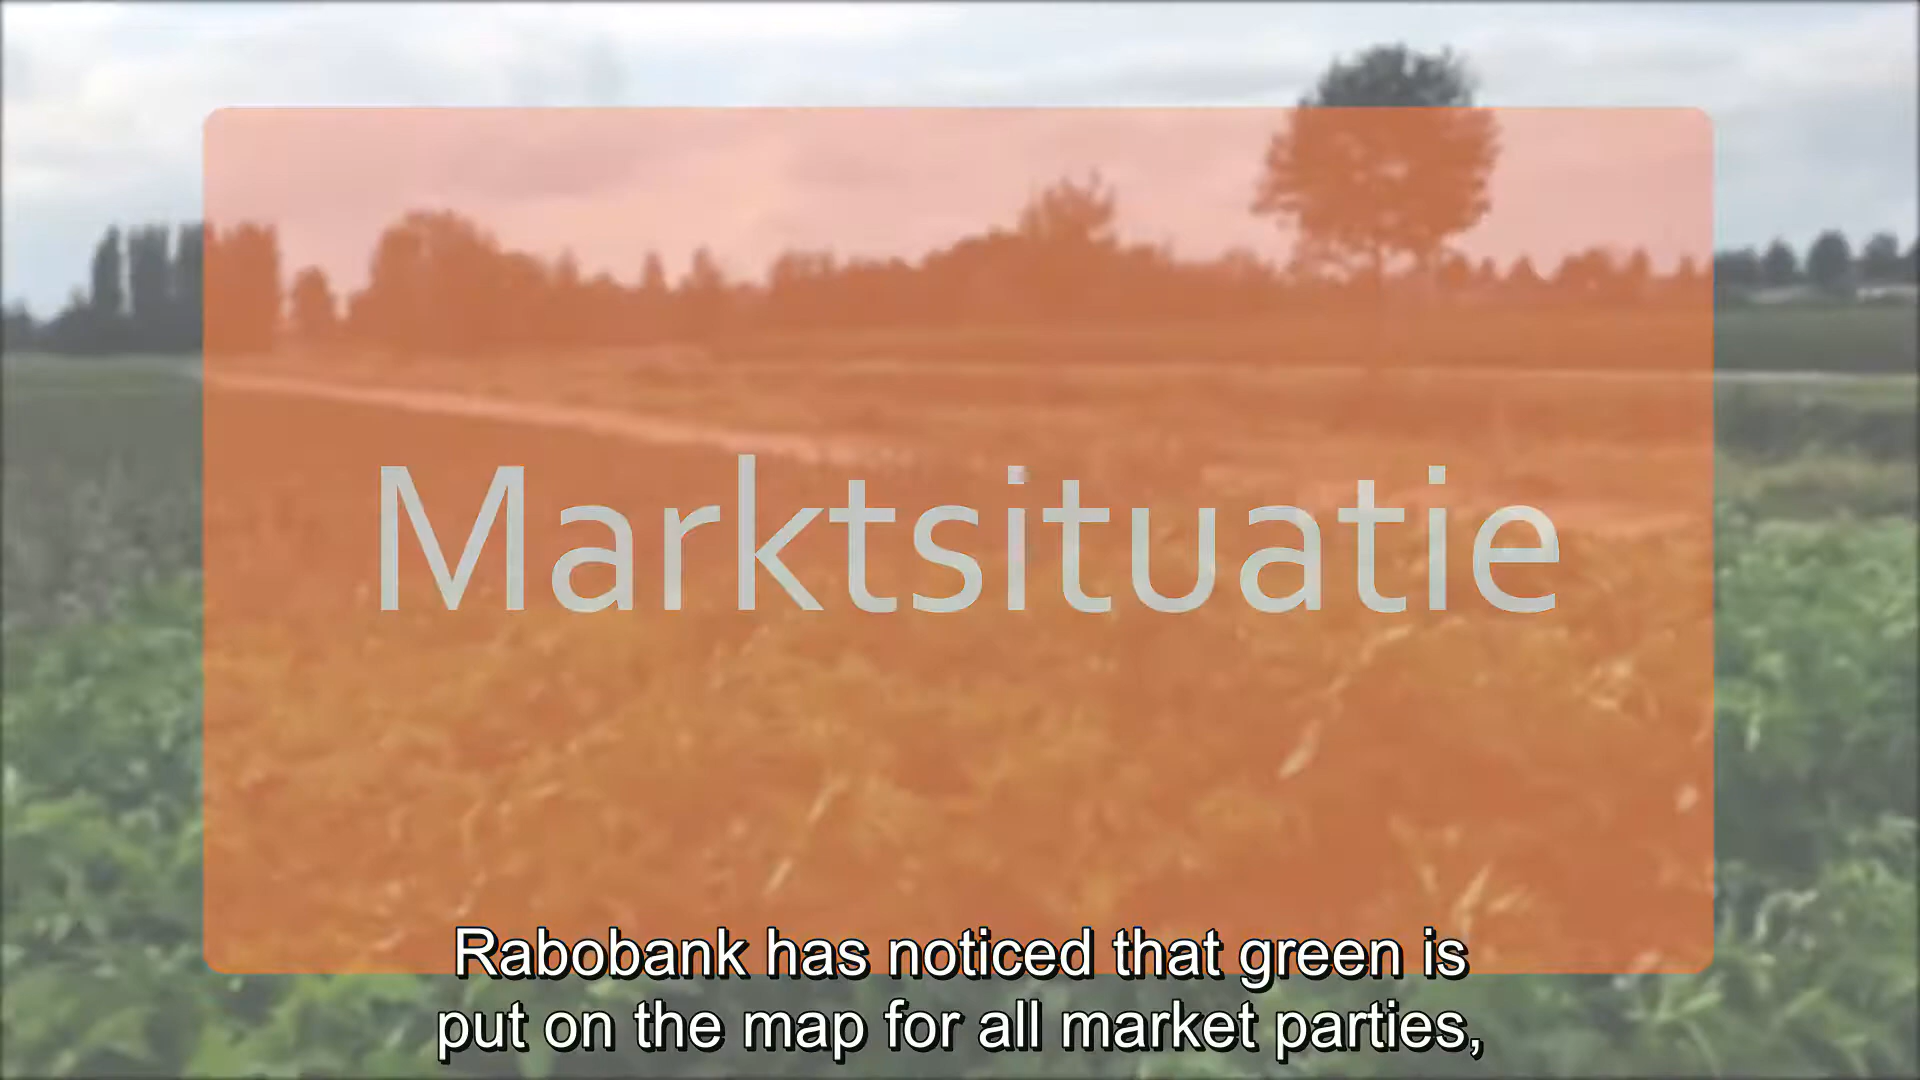 Marktsituatie
Rabobank has noticed that green is
put on the map for all market parties,